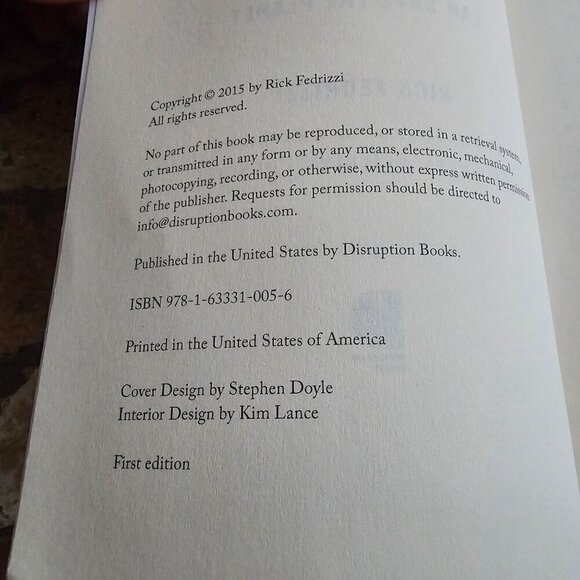 Copyright © 2015 by Rick Fedrizzi
All rights reserved.
No part of this book may be reproduced, or stored in a retrieval system,
or transmitted in any form or by any means, electronic, mechanical,
photocopying, recording, or otherwise, without express written permission
of the publisher. Requests for permission should be directed to
info@disruptionbooks.com.
Published in the United States by Disruption Books.
ISBN 978-1-63331-005-6
Printed in the United States of America
Cover Design by Stephen Doyle
Interior Design by Kim Lance
First edition